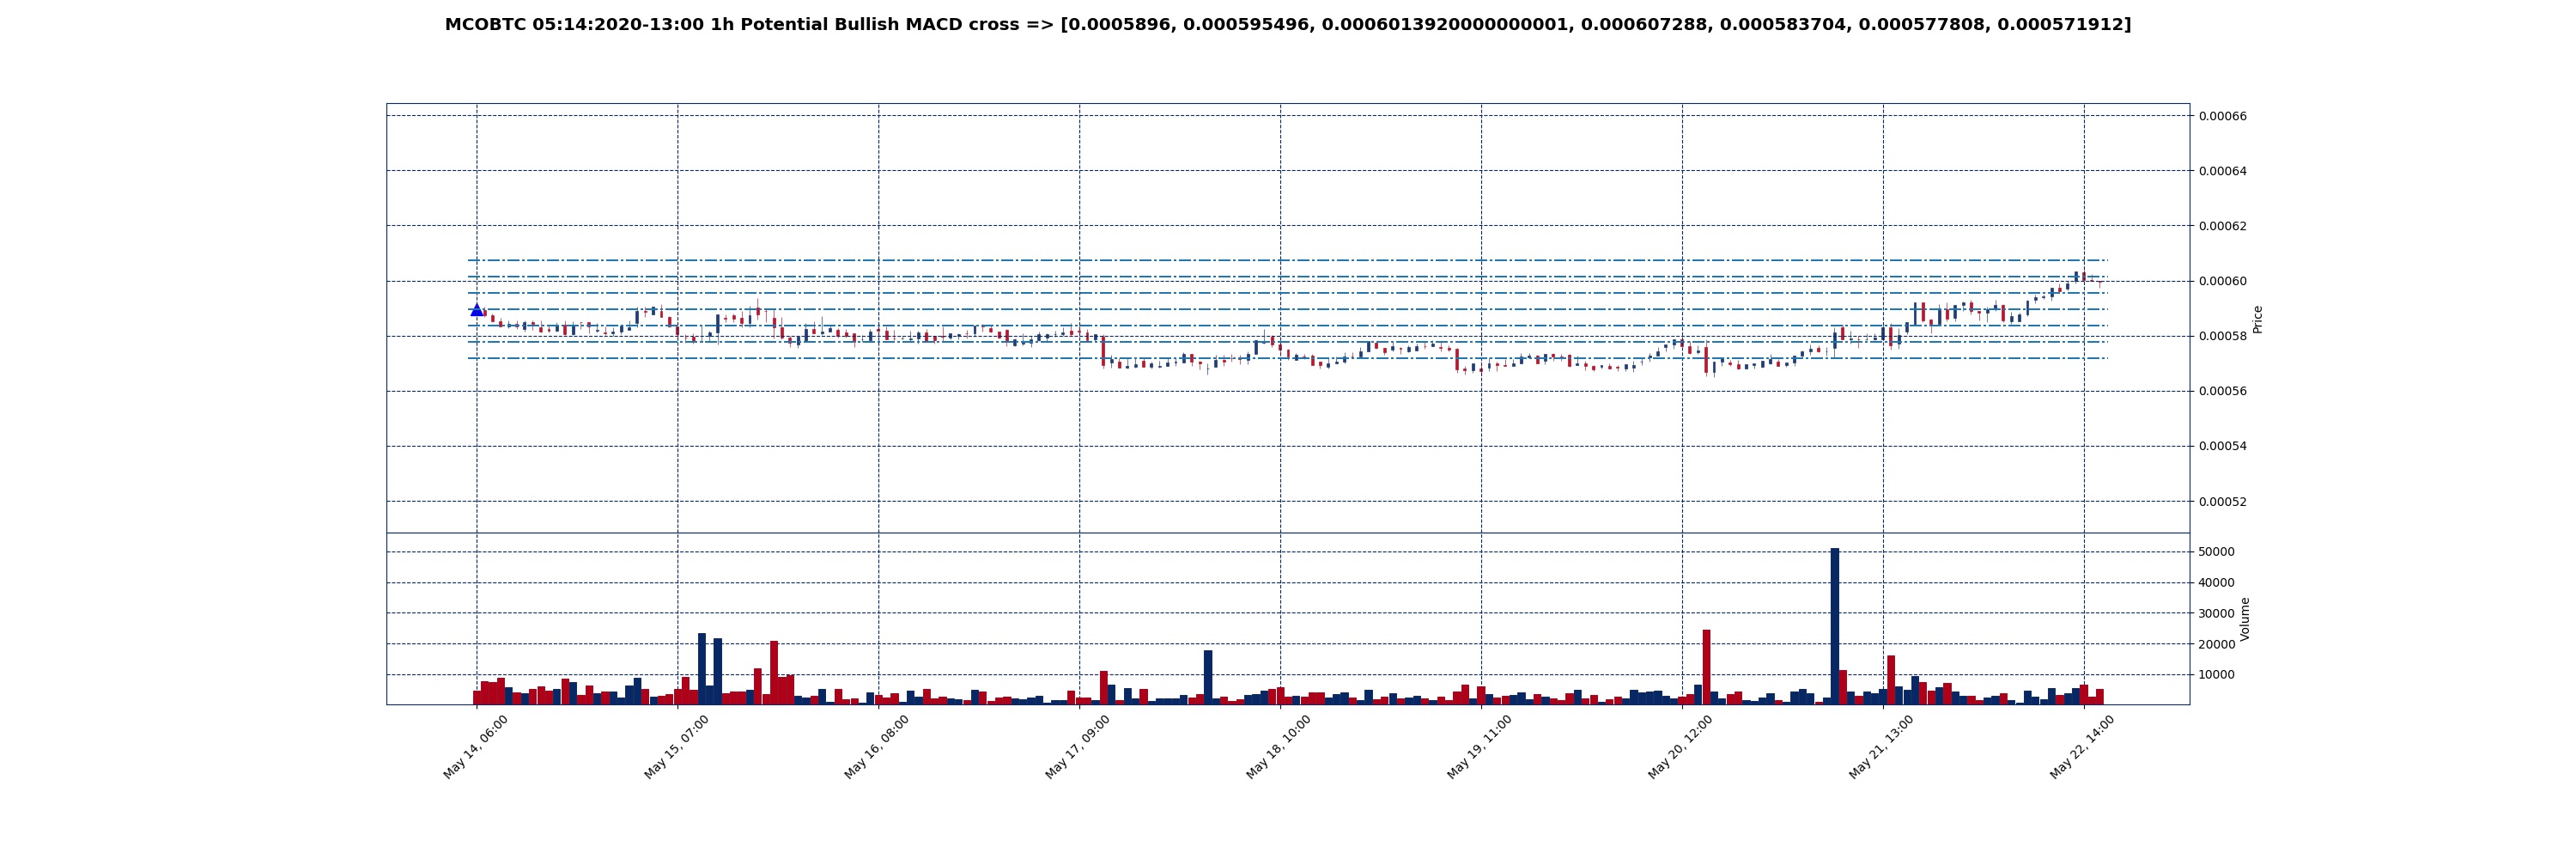 MCOBTC 05:14:2020-13:00 1h Potential Bullish MACD cross => [0.0005896, 0.000595496, 0.0006013920000000001, 0.000607288, 0.000583704, 0.000577808, 0.000571912]
0.00066
0.00064
0.00062
0.00060
0.00058
0.00056
0.00054
0.00052
Price
50000
40000
30000
20000
10000
Volume
May 14, 06:00
May 15, 07:00
May 16, 08:00
May 17, 09:00
May 18, 10:00
May 19, 11:00
May 20, 12:00
May 21, 13:00
May 22, 14:00